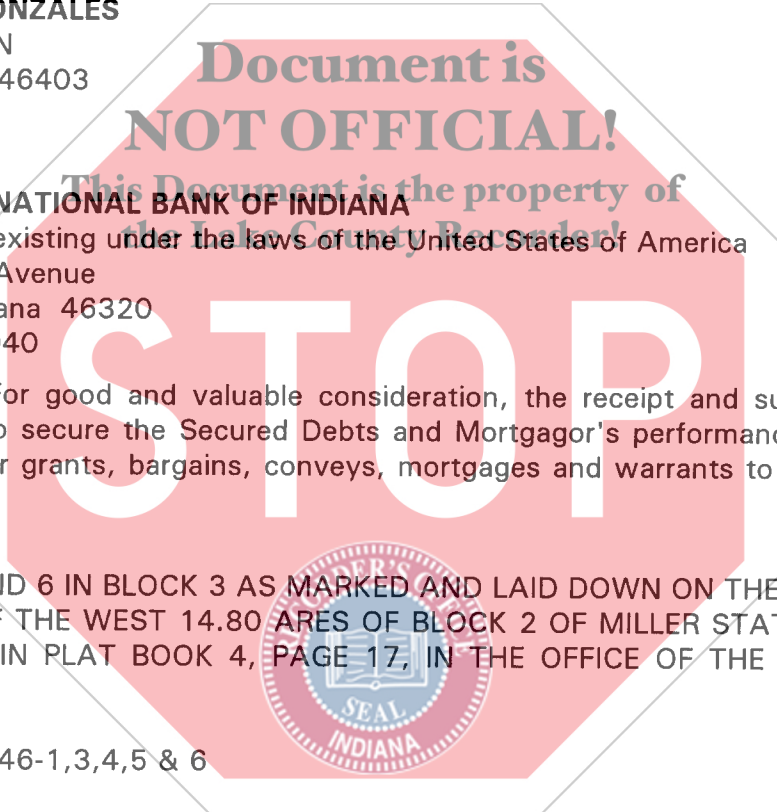 ONZALES
N
46403
Document is
NOT OFFICIAL!
This Document is the property of
the Lake County Recorder!
NATIONAL BANK OF INDIANA
existing under the laws of the United States of America
Avenue
ana 46320
040
STOP
for good and valuable consideration, the receipt and su
o secure the Secured Debts and Mortgagor's performanc
r grants, bargains, conveys, mortgages and warrants to
ND 6 IN BLOCK 3 AS MARKED AND LAID DOWN ON THE
F THE WEST 14.80 ARES OF BLOCK 2 OF MILLER STAT
IN PLAT BOOK 4, PAGE 17, IN THE OFFICE OF THE
SEAL
INDIANA
46-1,3,4,5 & 6